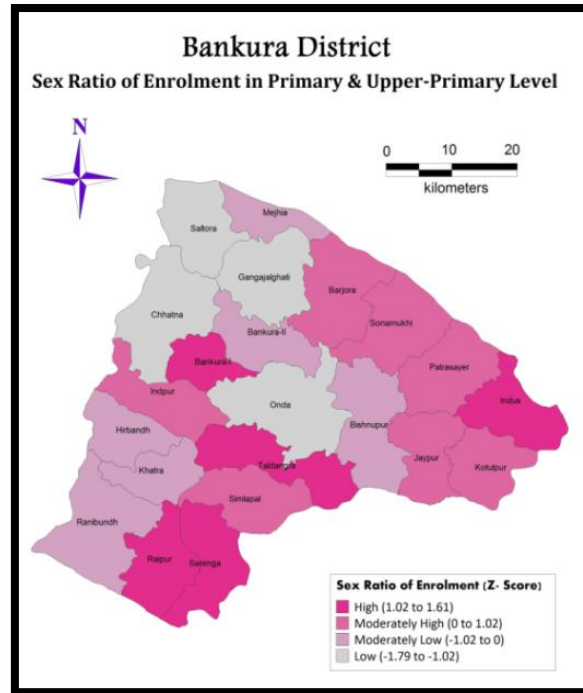 Bankura District
Sex Ratio of Enrolment in Primary & Upper-Primary Level
N
0 10 20
kilometers
Mejhia
Saltora
Gangajalghati
Barjora
Chhatna
Sonamukhi
Bankura-II
Bankura-I
Patrasayer
Indpur
Indus
Onda
Bishnupur
Hirbandh
Jaypur
Kotulpur
Khatra
Taldangra
Simlapal
Ranibundh
Raipur
Sarenga
Sex Ratio of Enrolment (Z- Score)
High (1.02 to 1.61)
Moderately High (0 to 1.02)
Moderately Low (-1.02 to 0)
Low (-1.79 to -1.02)